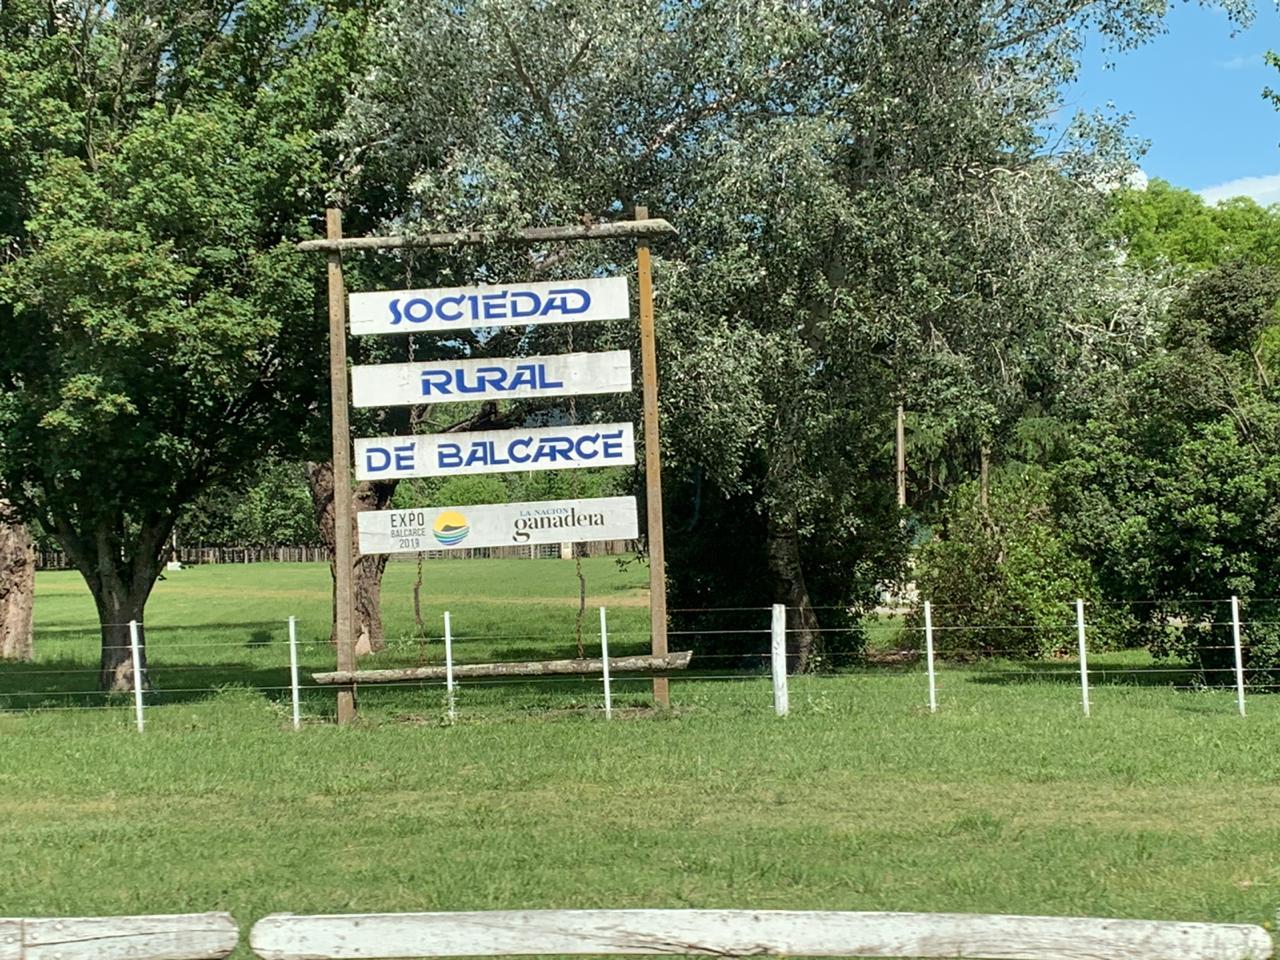 SOCIEDAD
RURAL
DE BALCARCE
EXPO
BALCARCE
2019
LA NACION
ganadera